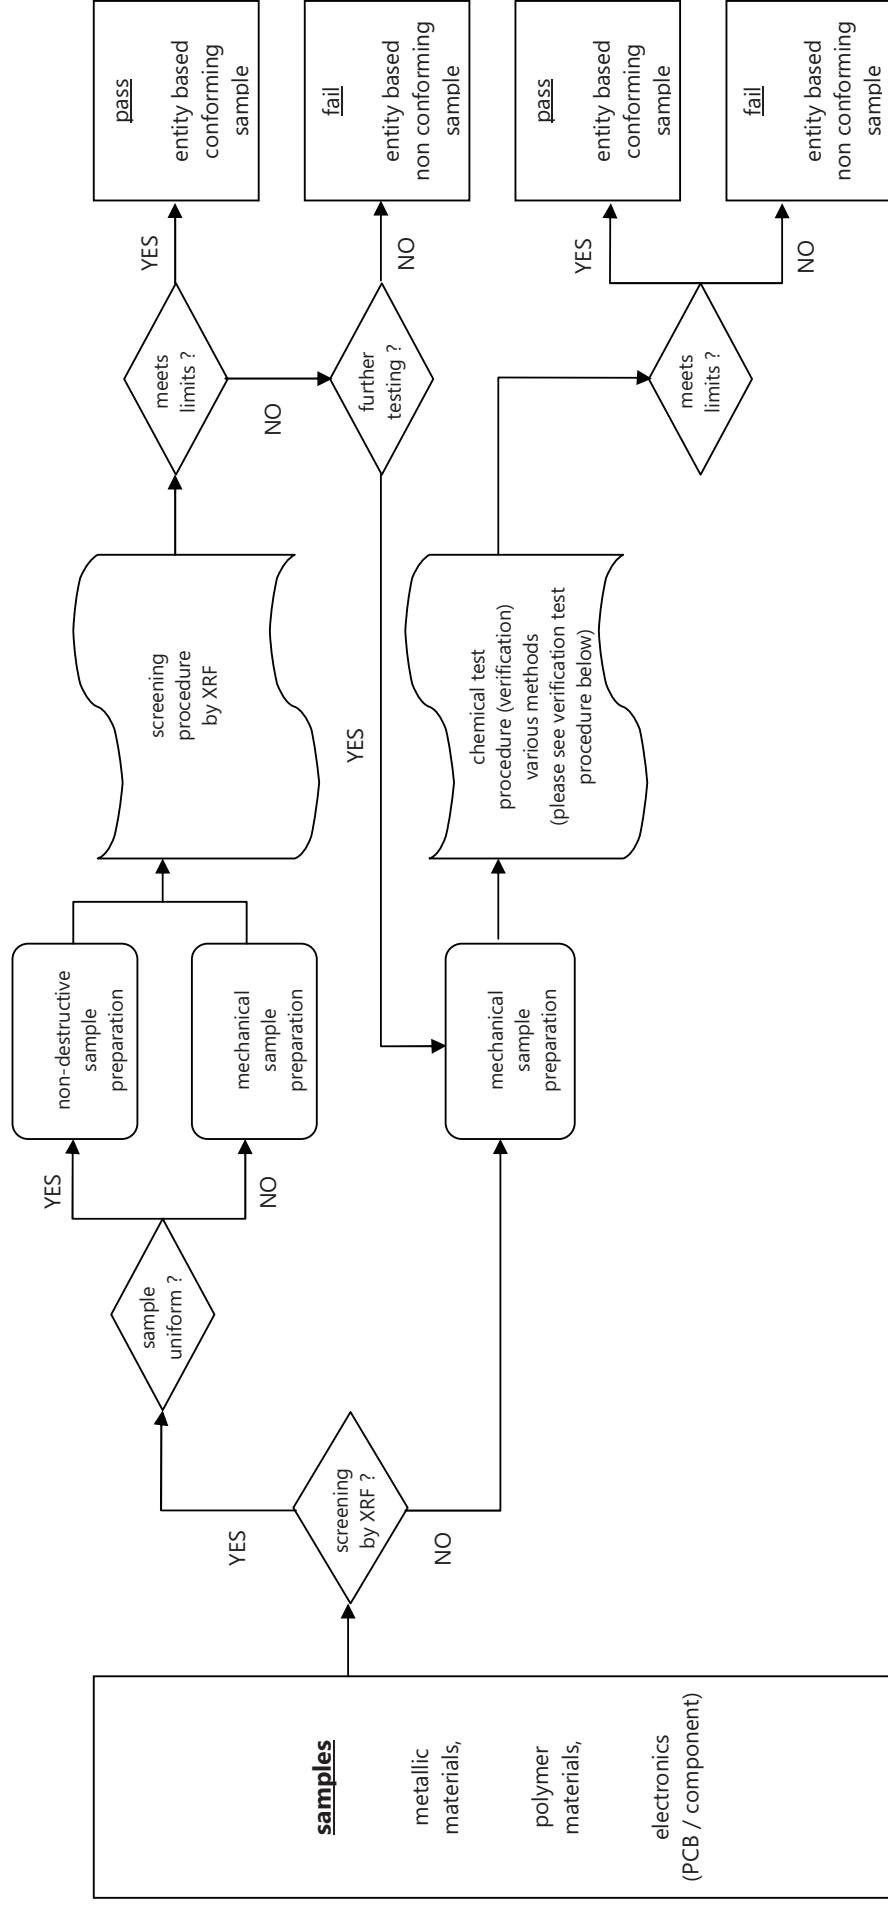 samples
metallic
materials,
polymer
materials,
electronics
(PCB / component)
screening
by XRF ?
YES
NO
sample
uniform ?
YES
NO
non-destructive
sample
preparation
mechanical
sample
preparation
mechanical
sample
preparation
screening
procedure
by XRF
YES
chemical test
procedure (verification)
various methods
(please see verification test
procedure below)
meets
limits ?
YES
NO
further
testing ?
NO
meets
limits ?
YES
NO
pass
entity based
conforming
sample
fail
entity based
non conforming
sample
pass
entity based
conforming
sample
fail
entity based
non conforming
sample